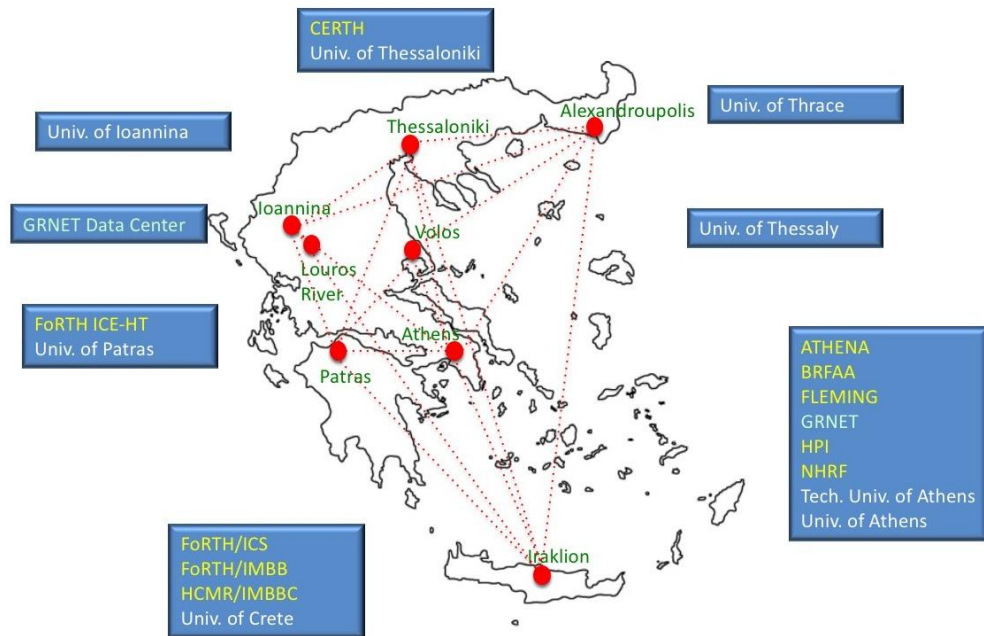 CERTH
Univ. of Thessaloniki
Univ. of Thrace
Alexandroupolis
Univ. of Ioannina
Thessaloniki
GRNET Data Center
Ioannina
Univ. of Thessaly
Volos
Louros
River
FoRTH ICE-HT
Univ. of Patras
Athens
Patras
ATHENA
BRFAA
FLEMING
GRNET
HPI
NHRF
Tech. Univ. of Athens
Univ. of Athens
FoRTH/ICS
FoRTH/IMBB
HCMR/IMBBC
Univ. of Crete
Iraklion